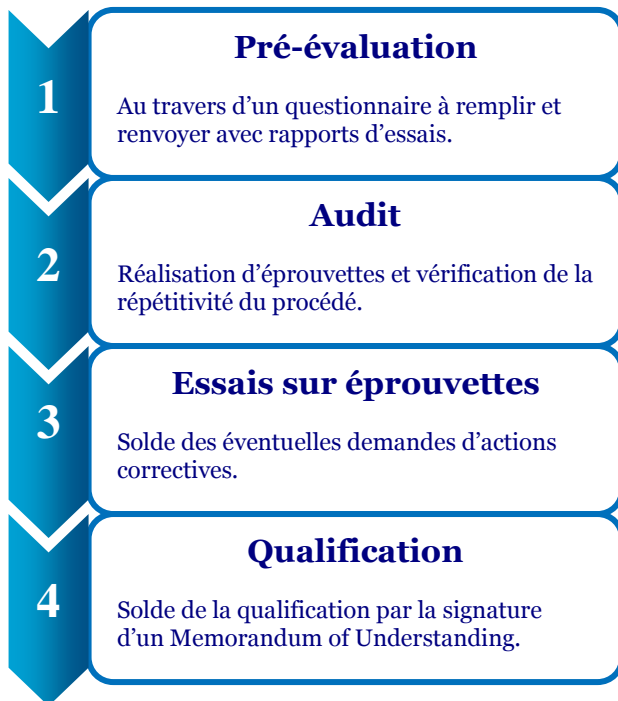 1
Pré-évaluation
Au travers d’un questionnaire à remplir et
renvoyer avec rapports d’essais.
2
Audit
Réalisation d’éprouvettes et vérification de la
répétitivité du procédé.
3
Essais sur éprouvettes
Solde des éventuelles demandes d’actions
correctives.
4
Qualification
Solde de la qualification par la signature
d’un Memorandum of Understanding.